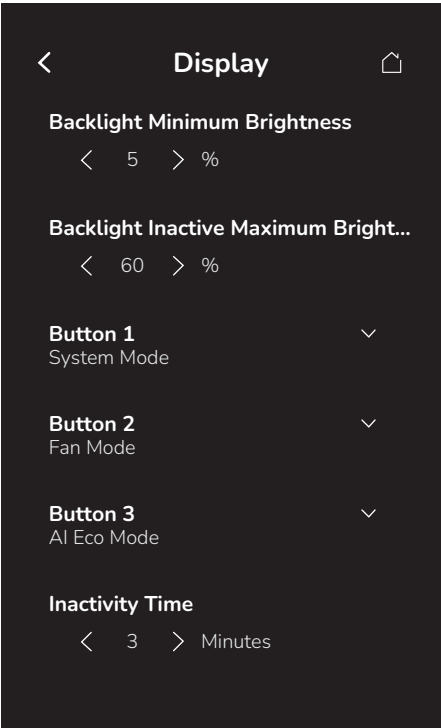 Display
Backlight Minimum Brightness
5 %
Backlight Inactive Maximum Bright...
60 %
Button 1
System Mode
Button 2
Fan Mode
Button 3
AI Eco Mode
Inactivity Time
3 Minutes